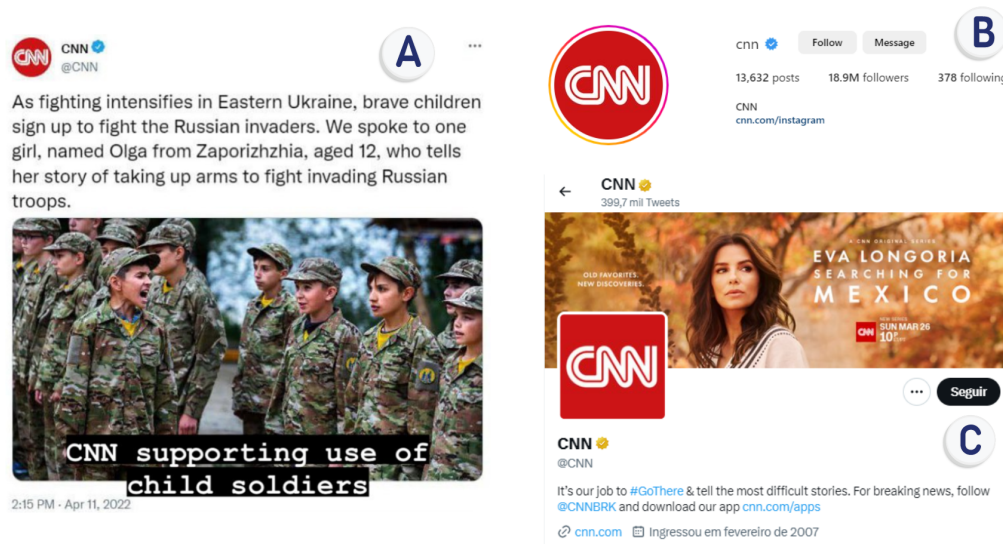 A
CNN
CNN
@CNN
As fighting intensifies in Eastern Ukraine, brave children
sign up to fight the Russian invaders. We spoke to one
girl, named Olga from Zaporizhzhia, aged 12, who tells
her story of taking up arms to fight invading Russian
troops.
CNN supporting use of
child soldiers
2:15 PM - Apr 11, 2022
B
CNN
cnn Follow Message
13,632 posts 18.9M followers 378 following
CNN
cnn.com/instagram
CNN
399,7 mil Tweets
OLD FAVORITES.
NEW DISCOVERIES.
A CNN ORIGINAL SERIES
EVA LONGORIA
SEARCHING FOR
MEXICO
CNN
NEW SERIES
SUN MAR 26
10P
CNN
Seguir
C
CNN
@CNN
It's our job to #GoThere & tell the most difficult stories. For breaking news, follow
@CNNBRK and download our app cnn.com/apps
cnn.com Ingressou em fevereiro de 2007